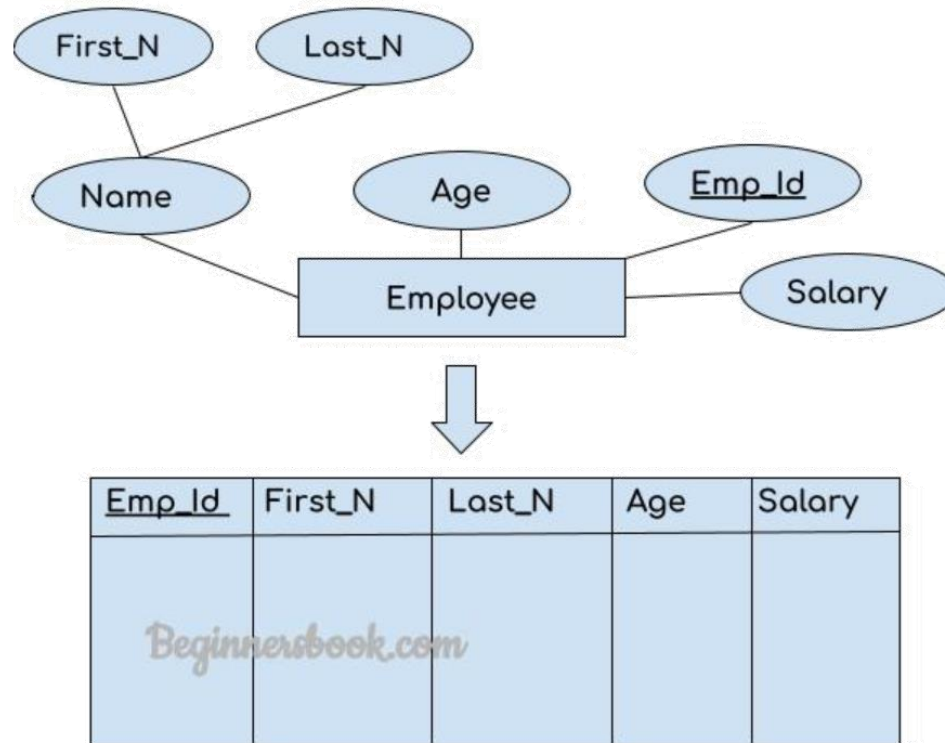 First_N Last_N
Name Age Emp_Id
Employee Salary
Emp_Id First_N Last_N Age Salary
Beginnersbook.com